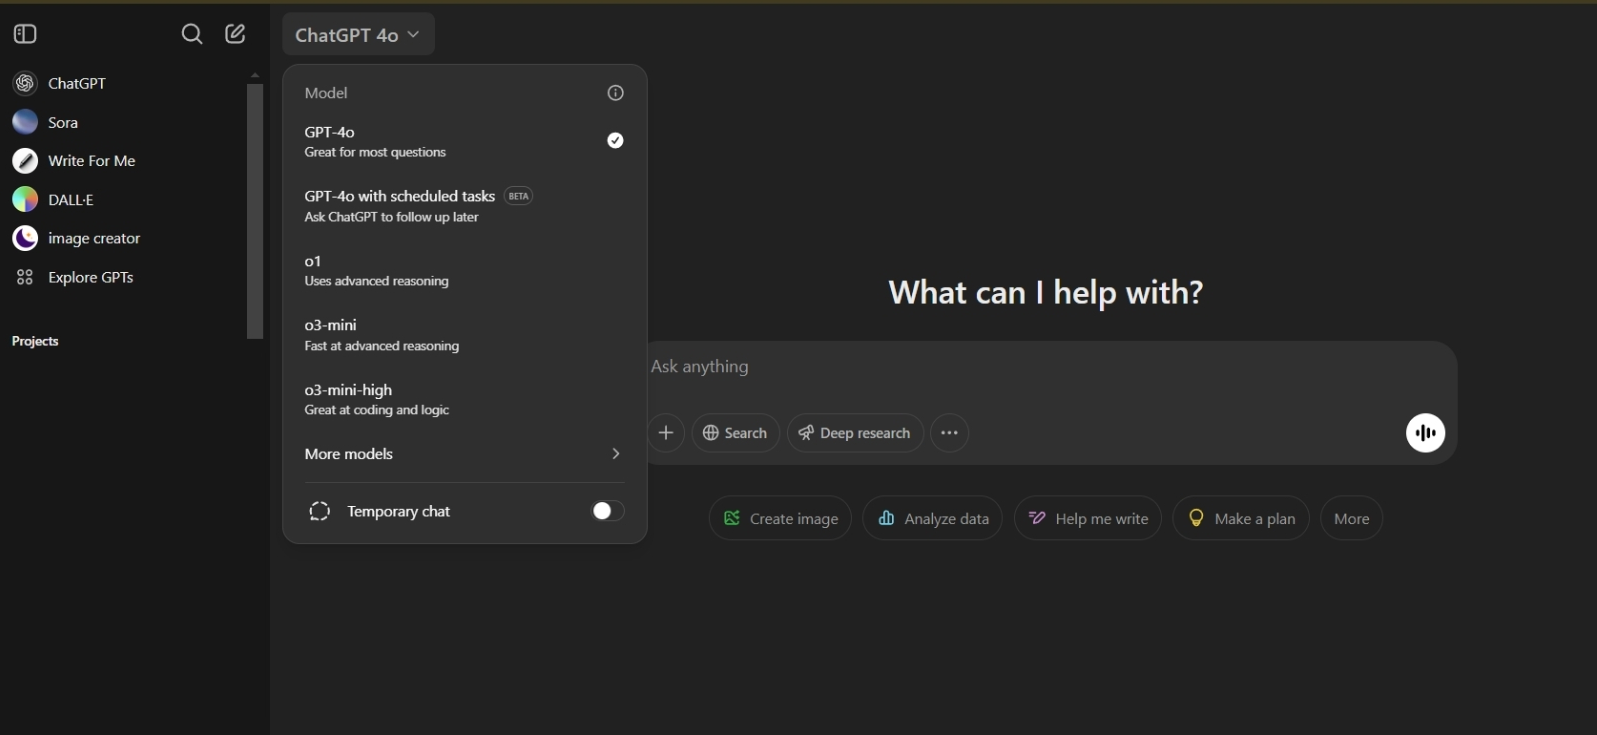 ChatGPT
Sora
Write For Me
DALL·E
image creator
Explore GPTs
Projects
ChatGPT 4o
Model
GPT-4o
Great for most questions
GPT-4o with scheduled tasks BETA
Ask ChatGPT to follow up later
o1
Uses advanced reasoning
o3-mini
Fast at advanced reasoning
o3-mini-high
Great at coding and logic
More models
Temporary chat
What can I help with?
Ask anything
Search Deep research
Create image Analyze data Help me write Make a plan More